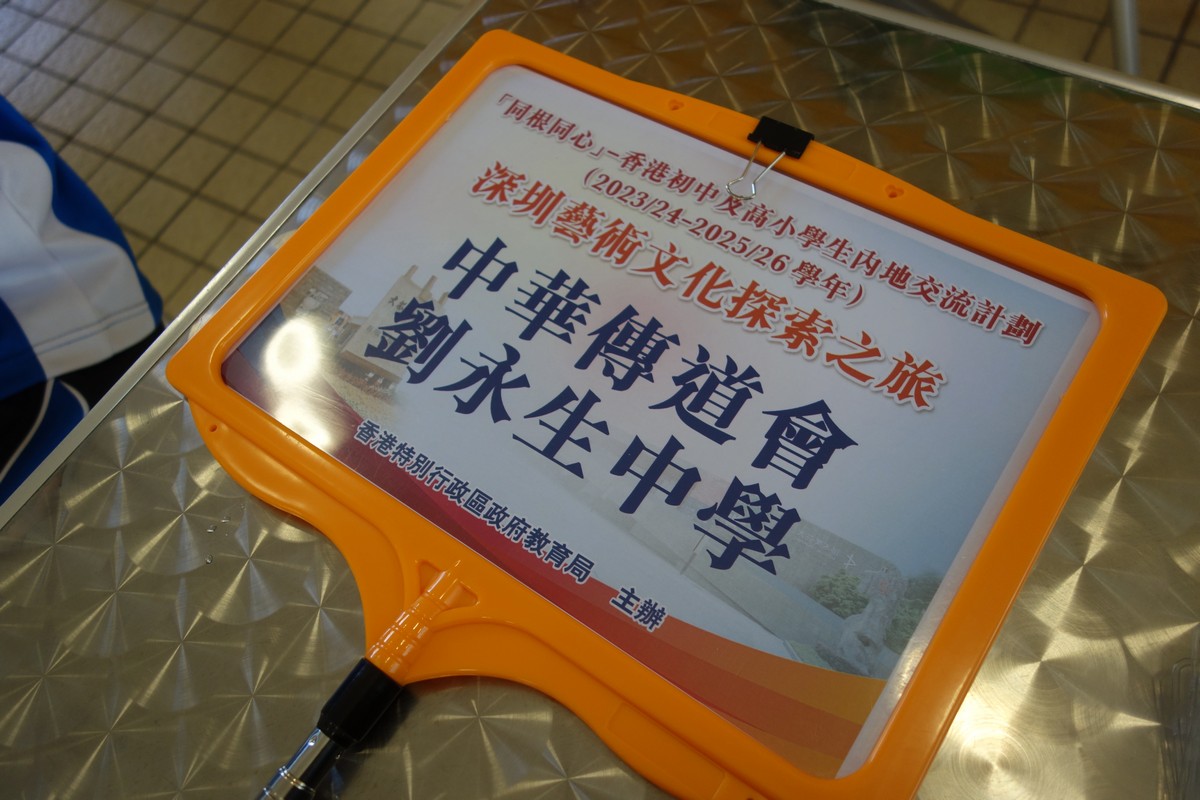 「同根同心」－香港初中及高小學生內地交流計劃
(2023/24–2025/26 學年)
深圳藝術文化探索之旅
中華傳道會
劉永生中學
香港特別行政區政府教育局　主辦